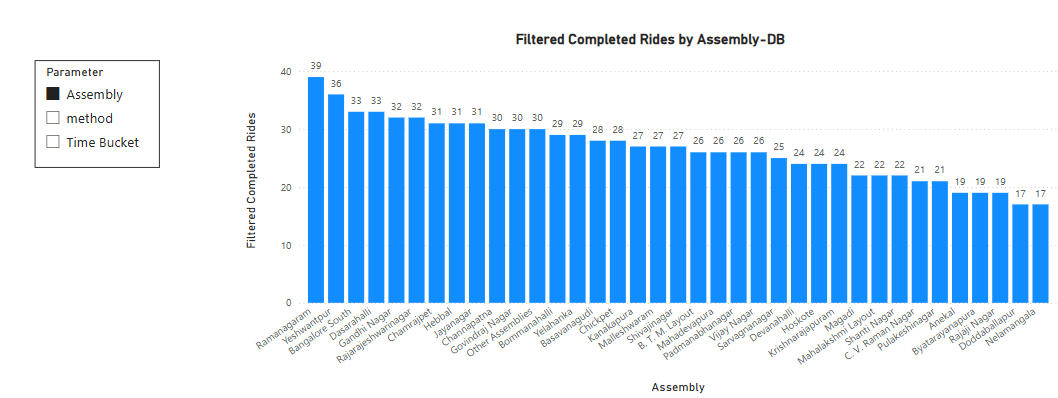 Filtered Completed Rides by Assembly-DB
Parameter
Assembly
method
Time Bucket
Filtered Completed Rides
40
30
20
10
0
39
36
33
33
32
32
31
31
31
30
30
30
29
29
28
28
27
27
27
26
26
26
26
25
24
24
24
22
22
22
21
21
19
19
19
17
17
Ramanagaram
Yeshwantpur
Bangalore South
Dasarahalli
Gandhi Nagar
Rajarajeshwarinagar
Chamrajpet
Hebbal
Jayanagar
Channapatna
Govindraj Nagar
Other Assemblies
Bommanahalli
Yelahanka
Basavanagudi
Chickpet
Kanakapura
Malleshwaram
Shivajinagar
B. T. M. Layout
Mahadevapura
Padmanabhanagar
Vijay Nagar
Sarvagnanagar
Devanahalli
Hoskote
Krishnarajapuram
Magadi
Mahalakshmi Layout
Shanti Nagar
C. V. Raman Nagar
Pulakeshinagar
Anekal
Byatarayanapura
Rajaji Nagar
Doddaballapur
Nelamangala
Assembly